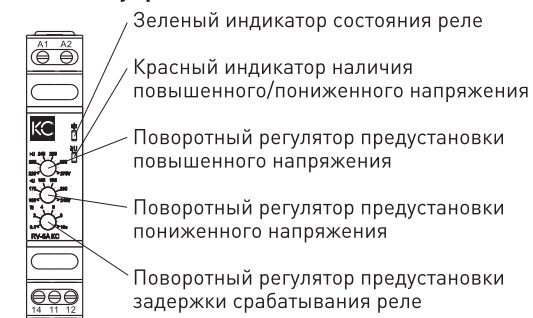 Зеленый индикатор состояния реле
A1 A2
Красный индикатор наличия
повышенного/пониженного напряжения
КС
Поворотный регулятор предустановки
повышенного напряжения
Поворотный регулятор предустановки
пониженного напряжения
RV-5A KC
Поворотный регулятор предустановки
задержки срабатывания реле
14 11 12